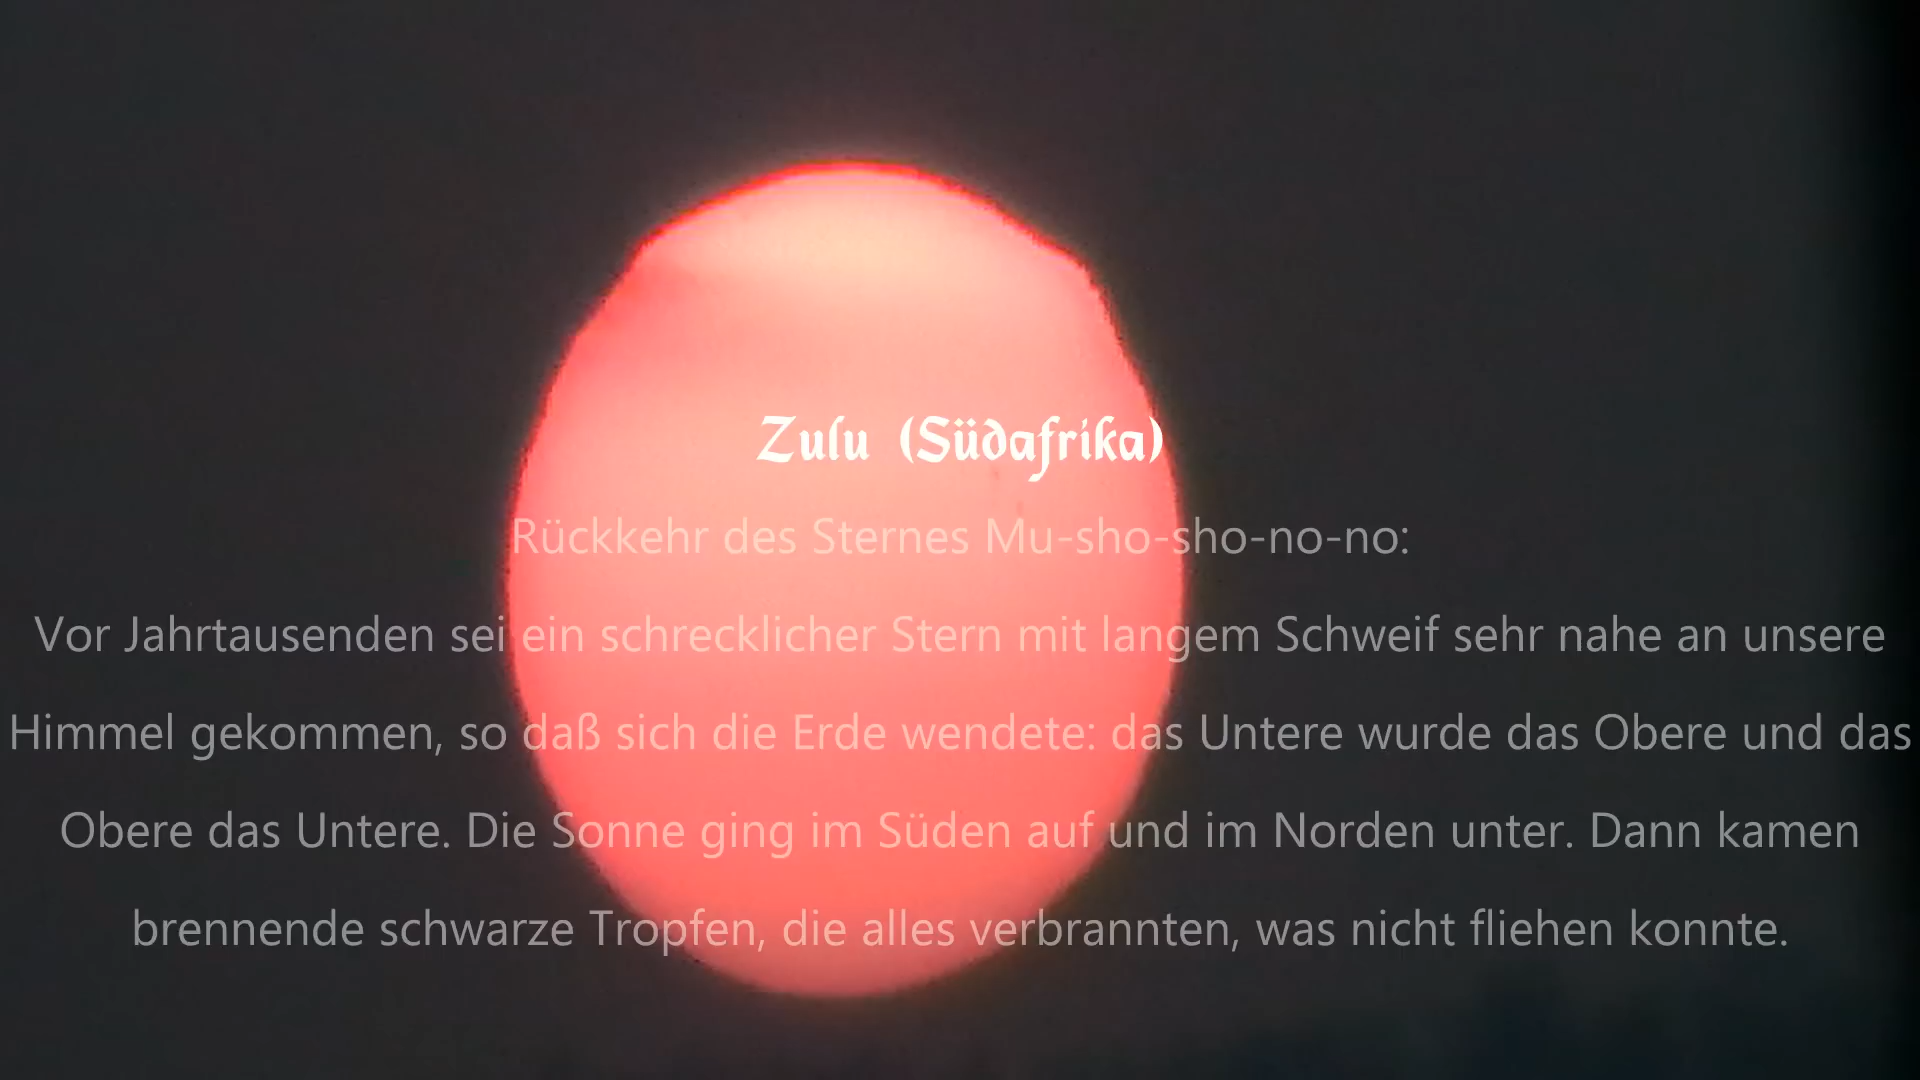 Zulu (Südafrika)
Rückkehr des Sternes Mu-sho-sho-no-no:
Vor Jahrtausenden sei ein schrecklicher Stern mit langem Schweif sehr nahe an unsere
Himmel gekommen, so daß sich die Erde wendete: das Untere wurde das Obere und das
Obere das Untere. Die Sonne ging im Süden auf und im Norden unter. Dann kamen
brennende schwarze Tropfen, die alles verbrannten, was nicht fliehen konnte.